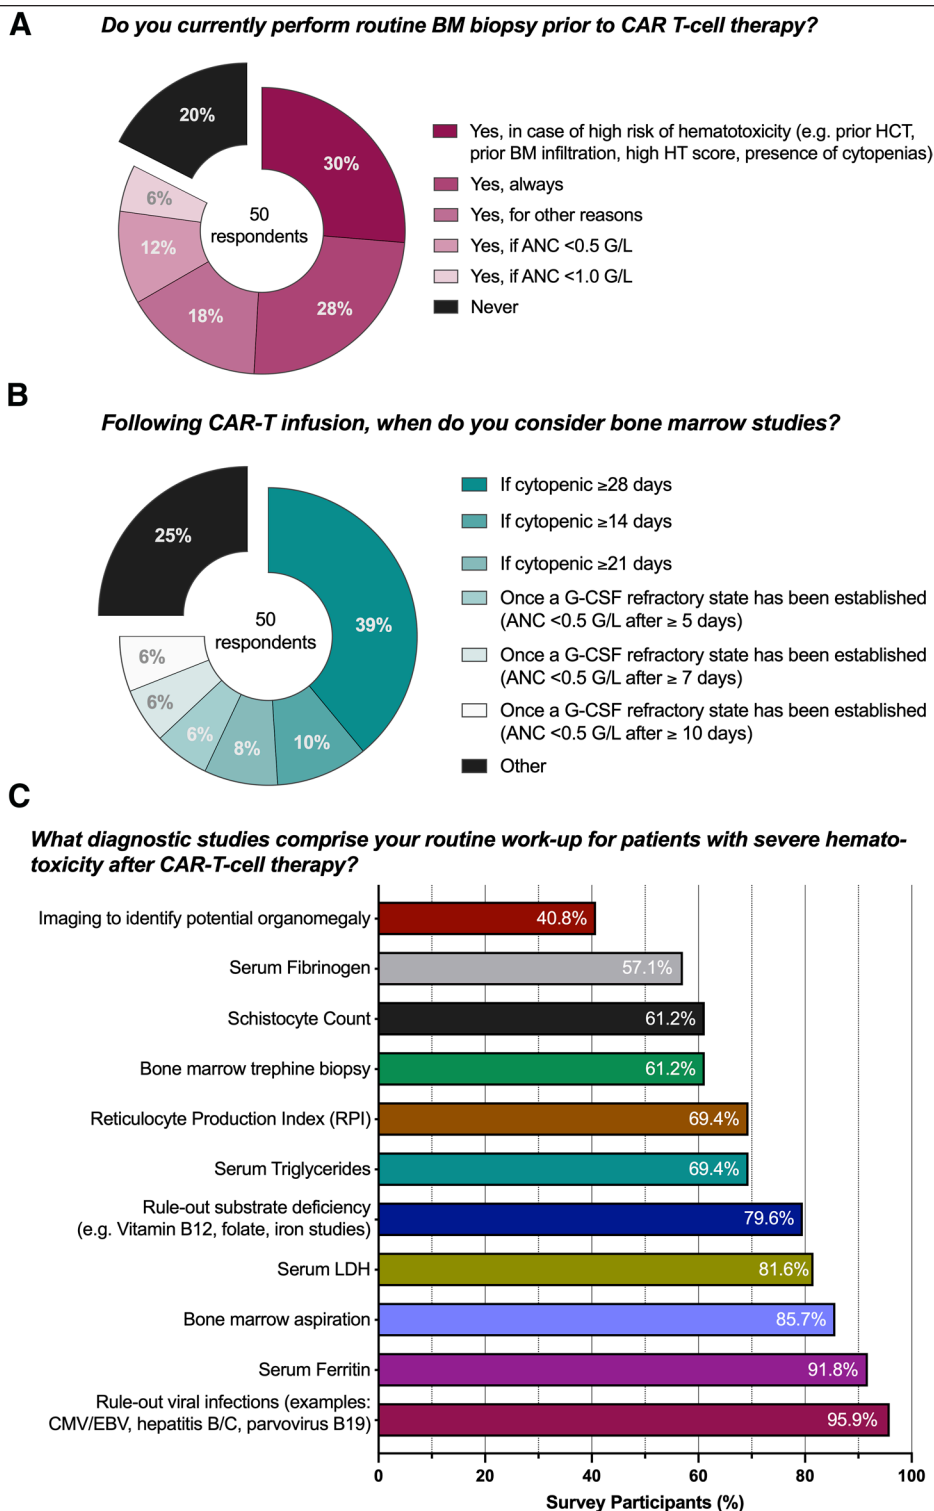 A
Do you currently perform routine BM biopsy prior to CAR T-cell therapy?
20%
30%
6%
12%
18%
28%
50
respondents
Yes, in case of high risk of hematotoxicity (e.g. prior HCT,
prior BM infiltration, high HT score, presence of cytopenias)
Yes, always
Yes, for other reasons
Yes, if ANC <0.5 G/L
Yes, if ANC <1.0 G/L
Never
B
Following CAR-T infusion, when do you consider bone marrow studies?
25%
39%
6%
6%
6%
8%
10%
50
respondents
If cytopenic ≥28 days
If cytopenic ≥14 days
If cytopenic ≥21 days
Once a G-CSF refractory state has been established
(ANC <0.5 G/L after ≥ 5 days)
Once a G-CSF refractory state has been established
(ANC <0.5 G/L after ≥ 7 days)
Once a G-CSF refractory state has been established
(ANC <0.5 G/L after ≥ 10 days)
Other
C
What diagnostic studies comprise your routine work-up for patients with severe hemato-
toxicity after CAR-T-cell therapy?
Imaging to identify potential organomegaly 40.8%
Serum Fibrinogen 57.1%
Schistocyte Count 61.2%
Bone marrow trephine biopsy 61.2%
Reticulocyte Production Index (RPI) 69.4%
Serum Triglycerides 69.4%
Rule-out substrate deficiency
(e.g. Vitamin B12, folate, iron studies) 79.6%
Serum LDH 81.6%
Bone marrow aspiration 85.7%
Serum Ferritin 91.8%
Rule-out viral infections (examples:
CMV/EBV, hepatitis B/C, parvovirus B19) 95.9%
0 20 40 60 80 100
Survey Participants (%)